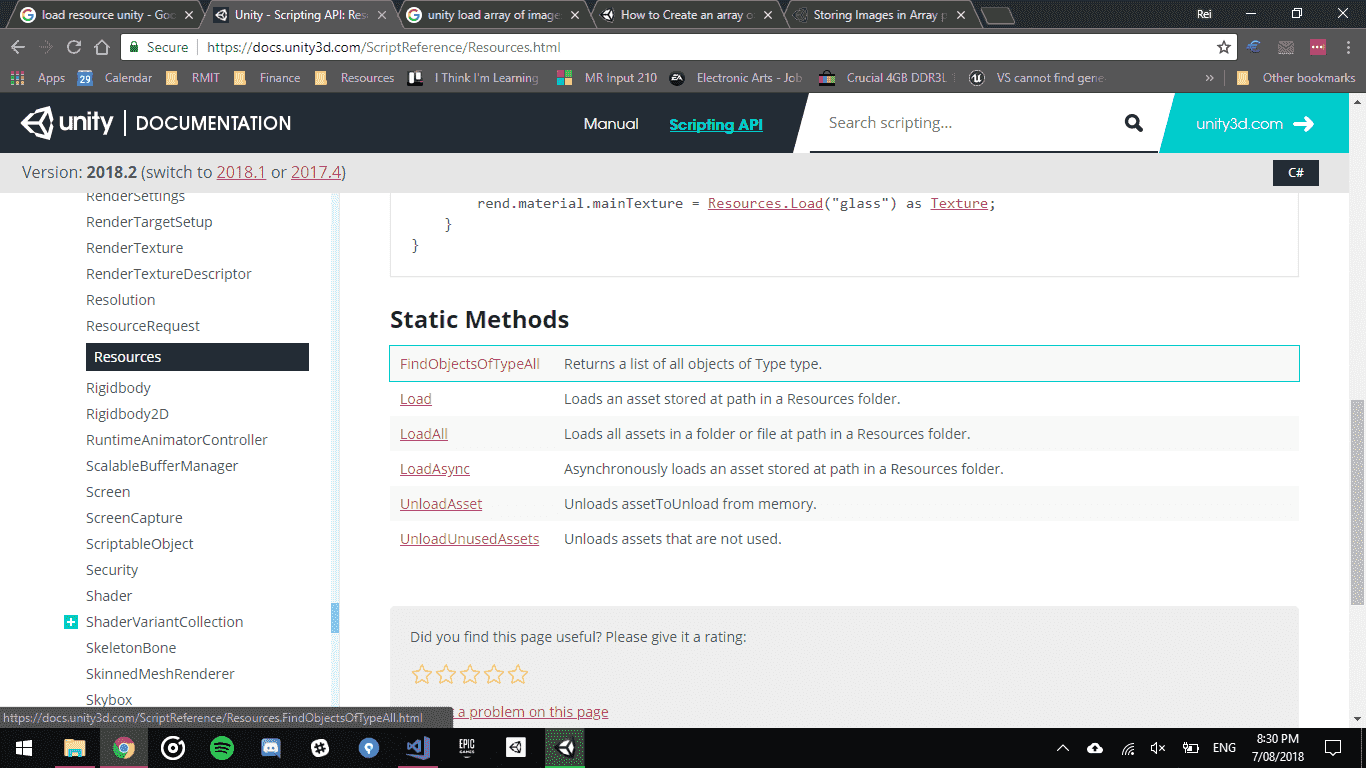 load resource unity - Goo
Unity - Scripting API: Res
unity load array of image
How to Create an array o
Storing Images in Array p
Rei
Secure
https://docs.unity3d.com/ScriptReference/Resources.html
Apps
Calendar
RMIT
Finance
Resources
I Think I'm Learning
MR Input 210
Electronic Arts - Job
Crucial 4GB DDR3L 1
VS cannot find gene
»
Other bookmarks
unity | DOCUMENTATION
Manual
Scripting API
Search scripting...
unity3d.com
Version: 2018.2 (switch to 2018.1 or 2017.4)
C#
RenderSettings
RenderTargetSetup
RenderTexture
RenderTextureDescriptor
Resolution
ResourceRequest
Resources
Rigidbody
Rigidbody2D
RuntimeAnimatorController
ScalableBufferManager
Screen
ScreenCapture
ScriptableObject
Security
Shader
ShaderVariantCollection
SkeletonBone
SkinnedMeshRenderer
Skybox
rend.material.mainTexture = Resources.Load("glass") as Texture;
}
}
Static Methods
FindObjectsOfTypeAll Returns a list of all objects of Type type.
Load Loads an asset stored at path in a Resources folder.
LoadAll Loads all assets in a folder or file at path in a Resources folder.
LoadAsync Asynchronously loads an asset stored at path in a Resources folder.
UnloadAsset Unloads assetToUnload from memory.
UnloadUnusedAssets Unloads assets that are not used.
Did you find this page useful? Please give it a rating:
a problem on this page
https://docs.unity3d.com/ScriptReference/Resources.FindObjectsOfTypeAll.html
EPIC
GAMES
ENG
8:30 PM
7/08/2018